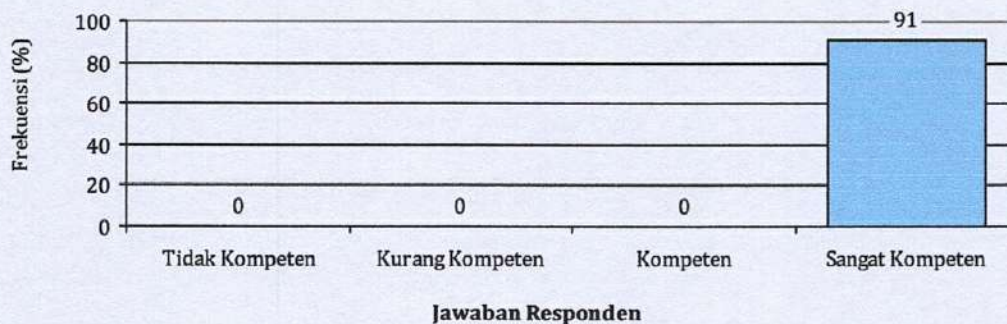 Frekuensi (%)
100
80
60
40
20
0
0
0
0
91
Tidak Kompeten
Kurang Kompeten
Kompeten
Sangat Kompeten
Jawaban Responden